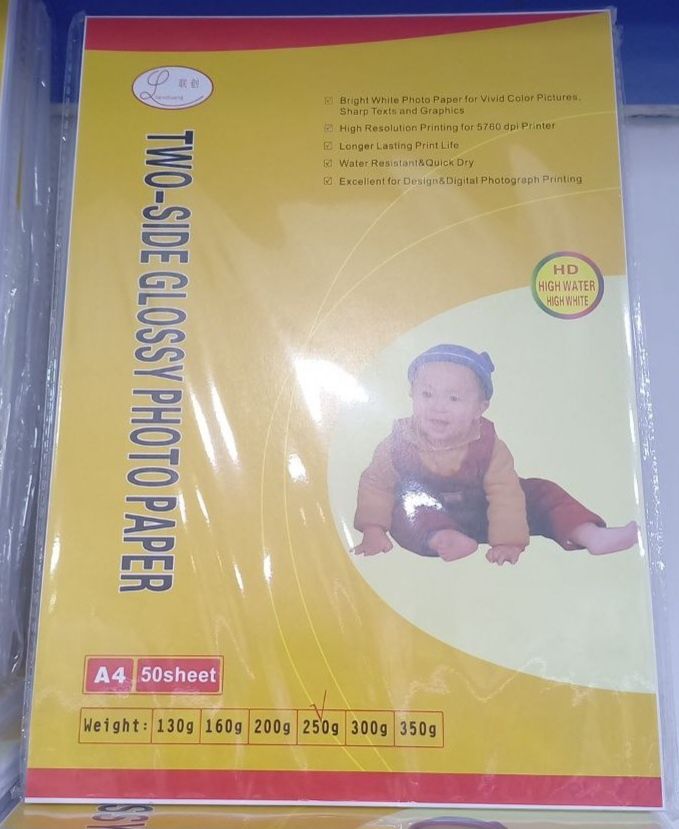 联创
Lianchuang
Bright White Photo Paper for Vivid Color Pictures,
Sharp Texts and Graphics
High Resolution Printing for 5760 dpi Printer
Longer Lasting Print Life
Water Resistant&Quick Dry
Excellent for Design&Digital Photograph Printing
TWO-SIDE GLOSSY PHOTO PAPER
HD
HIGH WATER
HIGH WHITE
A4 50sheet
Weight: 130g 160g 200g 250g 300g 350g